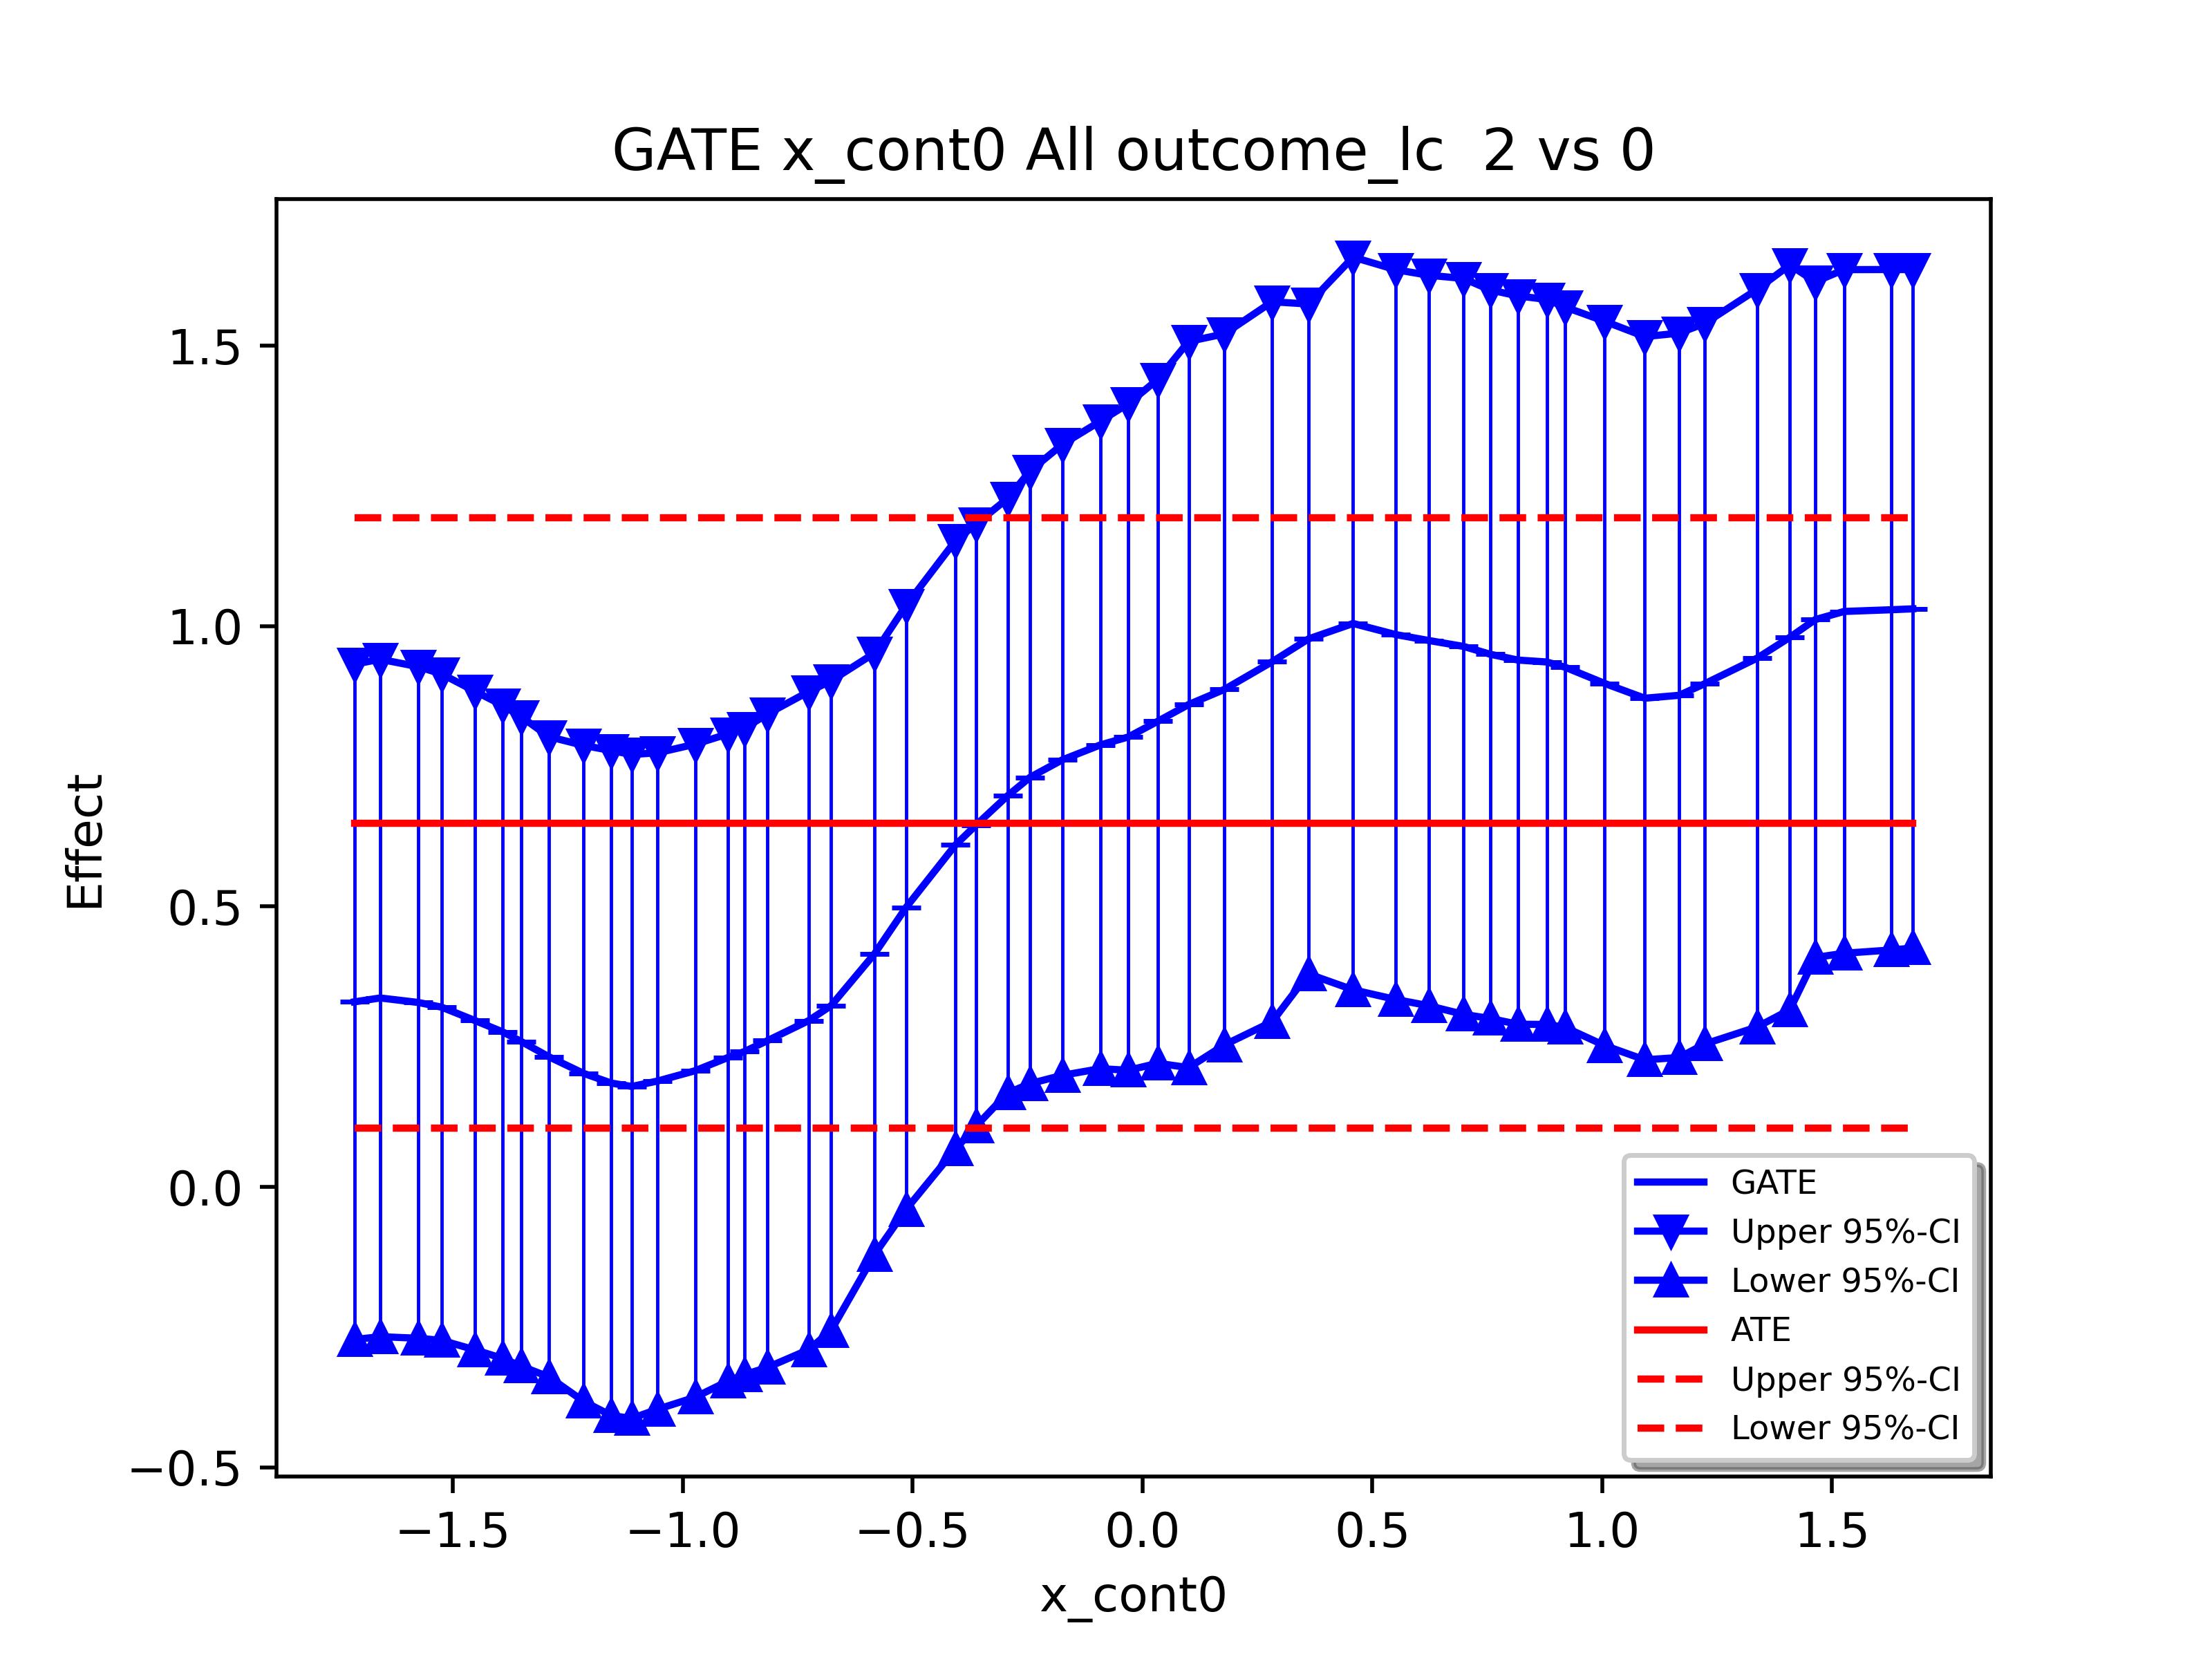 GATE x_cont0 All outcome_lc  2 vs 0
Effect
1.5
1.0
0.5
0.0
−0.5
−1.5
−1.0
−0.5
0.0
0.5
1.0
1.5
x_cont0
GATE
Upper 95%-CI
Lower 95%-CI
ATE
Upper 95%-CI
Lower 95%-CI